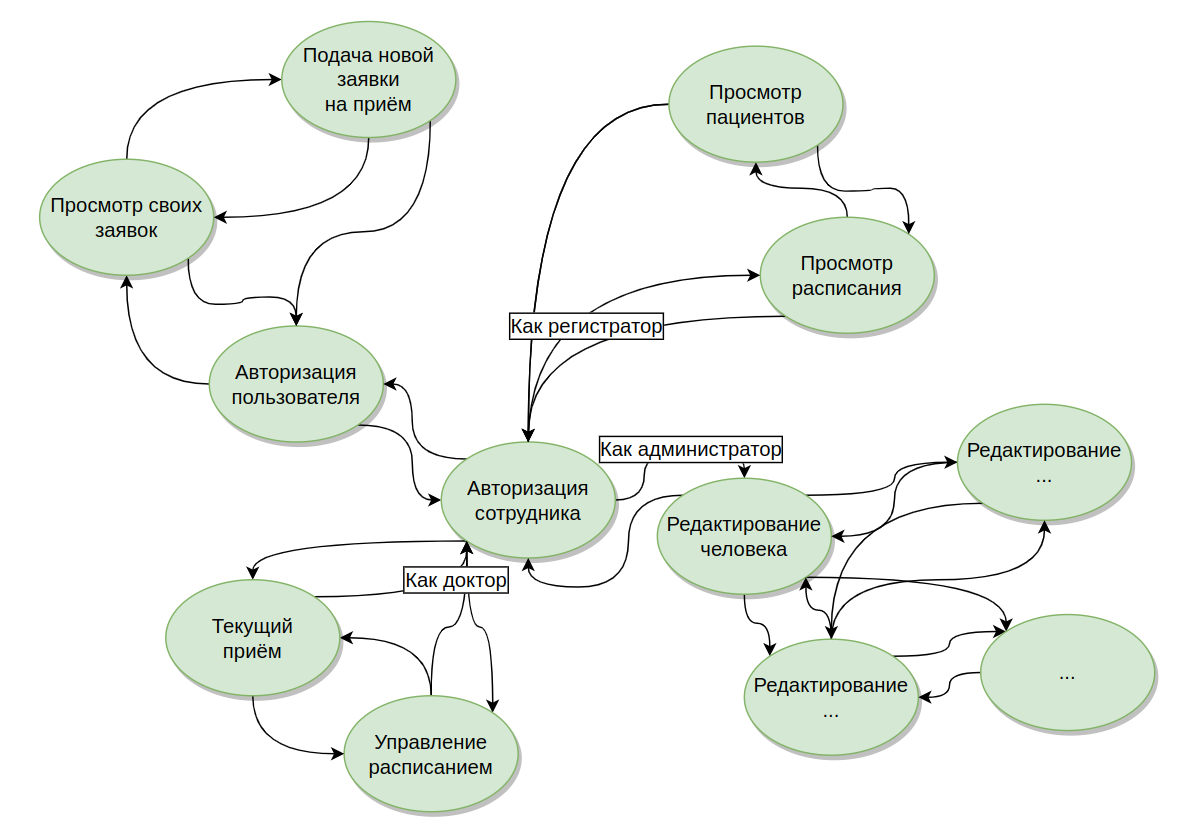 Подача новой
заявки
на приём
Просмотр
пациентов
Просмотр своих
заявок
Просмотр
расписания
Как регистратор
Авторизация
пользователя
Как администратор
Редактирование
...
Авторизация
сотрудника
Редактирование
человека
Как доктор
Текущий
приём
Редактирование
...
...
Управление
расписанием